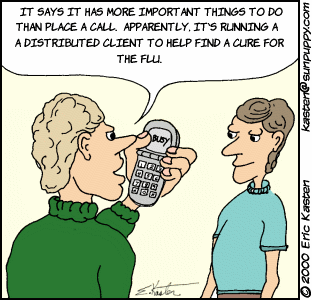 IT SAYS IT HAS MORE IMPORTANT THINGS TO DO
THAN PLACE A CALL. APPARENTLY, IT'S RUNNING A
A DISTRIBUTED CLIENT TO HELP FIND A CURE FOR
THE FLU.
BUSY
E. Kasten
© 2000 Eric Kasten kasten@sunpuppy.com